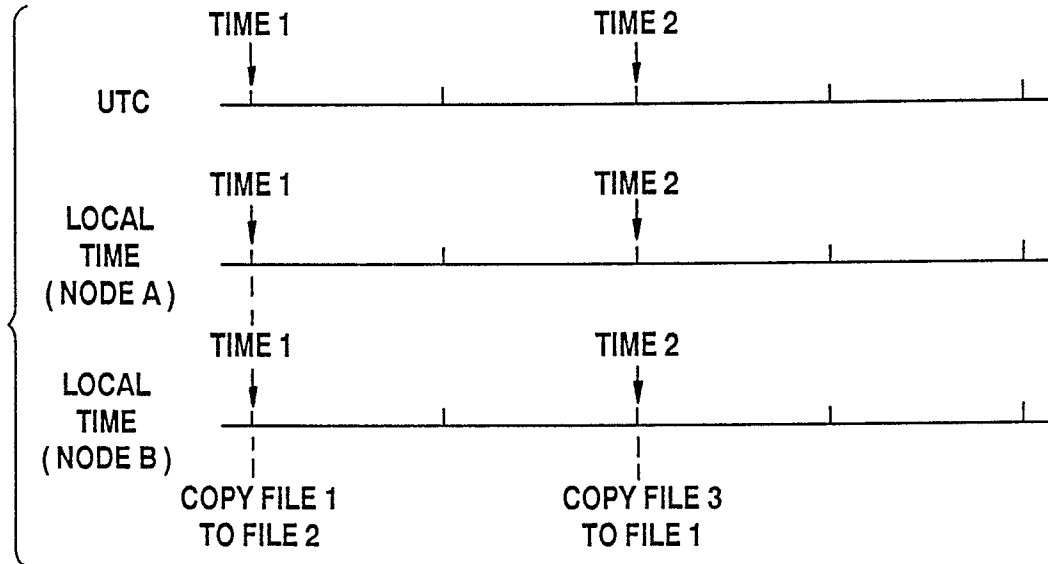 TIME 1
TIME 2
UTC
TIME 1
TIME 2
LOCAL
TIME
( NODE A )
TIME 1
TIME 2
LOCAL
TIME
( NODE B )
COPY FILE 1
TO FILE 2
COPY FILE 3
TO FILE 1